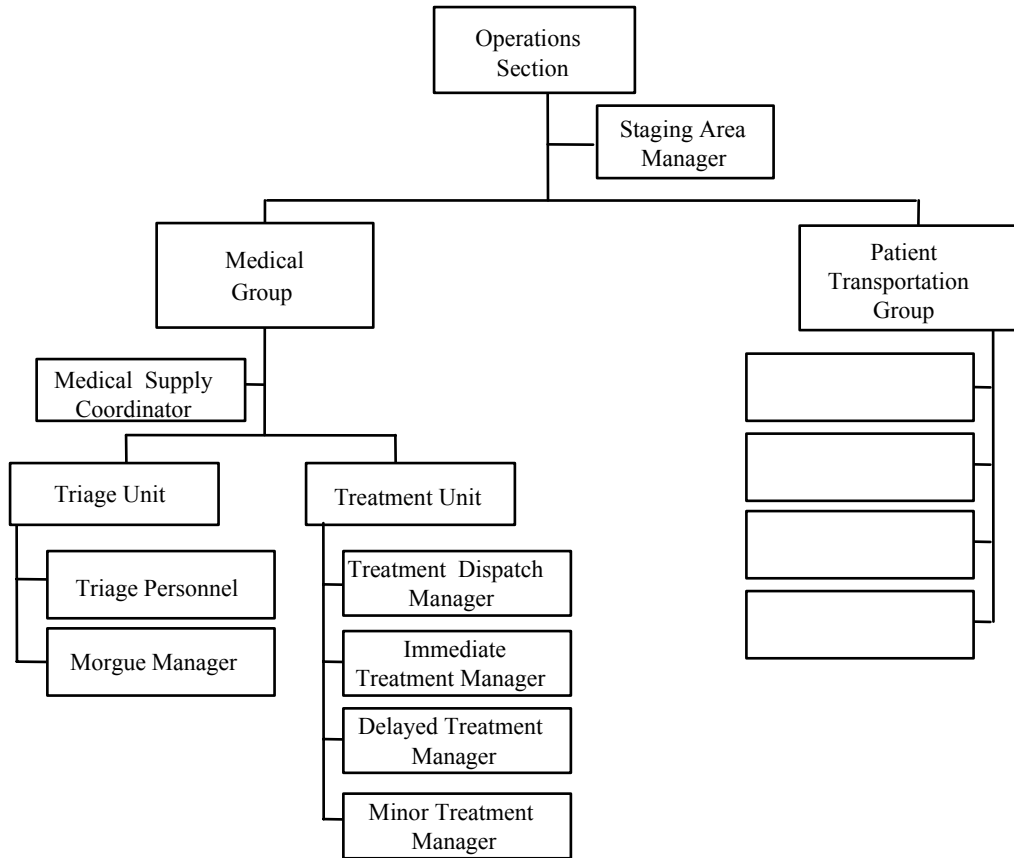 Operations
Section
Staging Area
Manager
Medical
Group
Patient
Transportation
Group
Medical Supply
Coordinator
Triage Unit
Treatment Unit
Triage Personnel
Morgue Manager
Treatment Dispatch
Manager
Immediate
Treatment Manager
Delayed Treatment
Manager
Minor Treatment
Manager